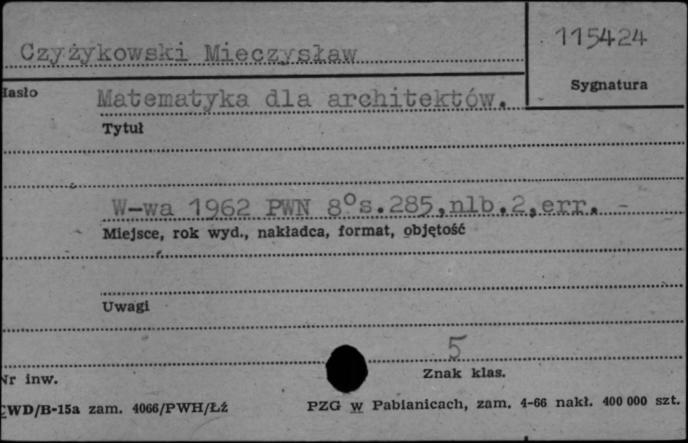 115424
Czyżykowski Mieczysław
Sygnatura
Hasło
Matematyka dla architektów.
Tytuł
W-wa 1962 PWN 8°s.285,nlb.2,err. -
Miejsce, rok wyd., nakładca, format, objętość
Uwagi
5
Nr inw.
Znak klas.
CWD/B-15a zam. 4066/PWH/Łź
PZG w Pabianicach, zam. 4-66 nakł. 400 000 szt.